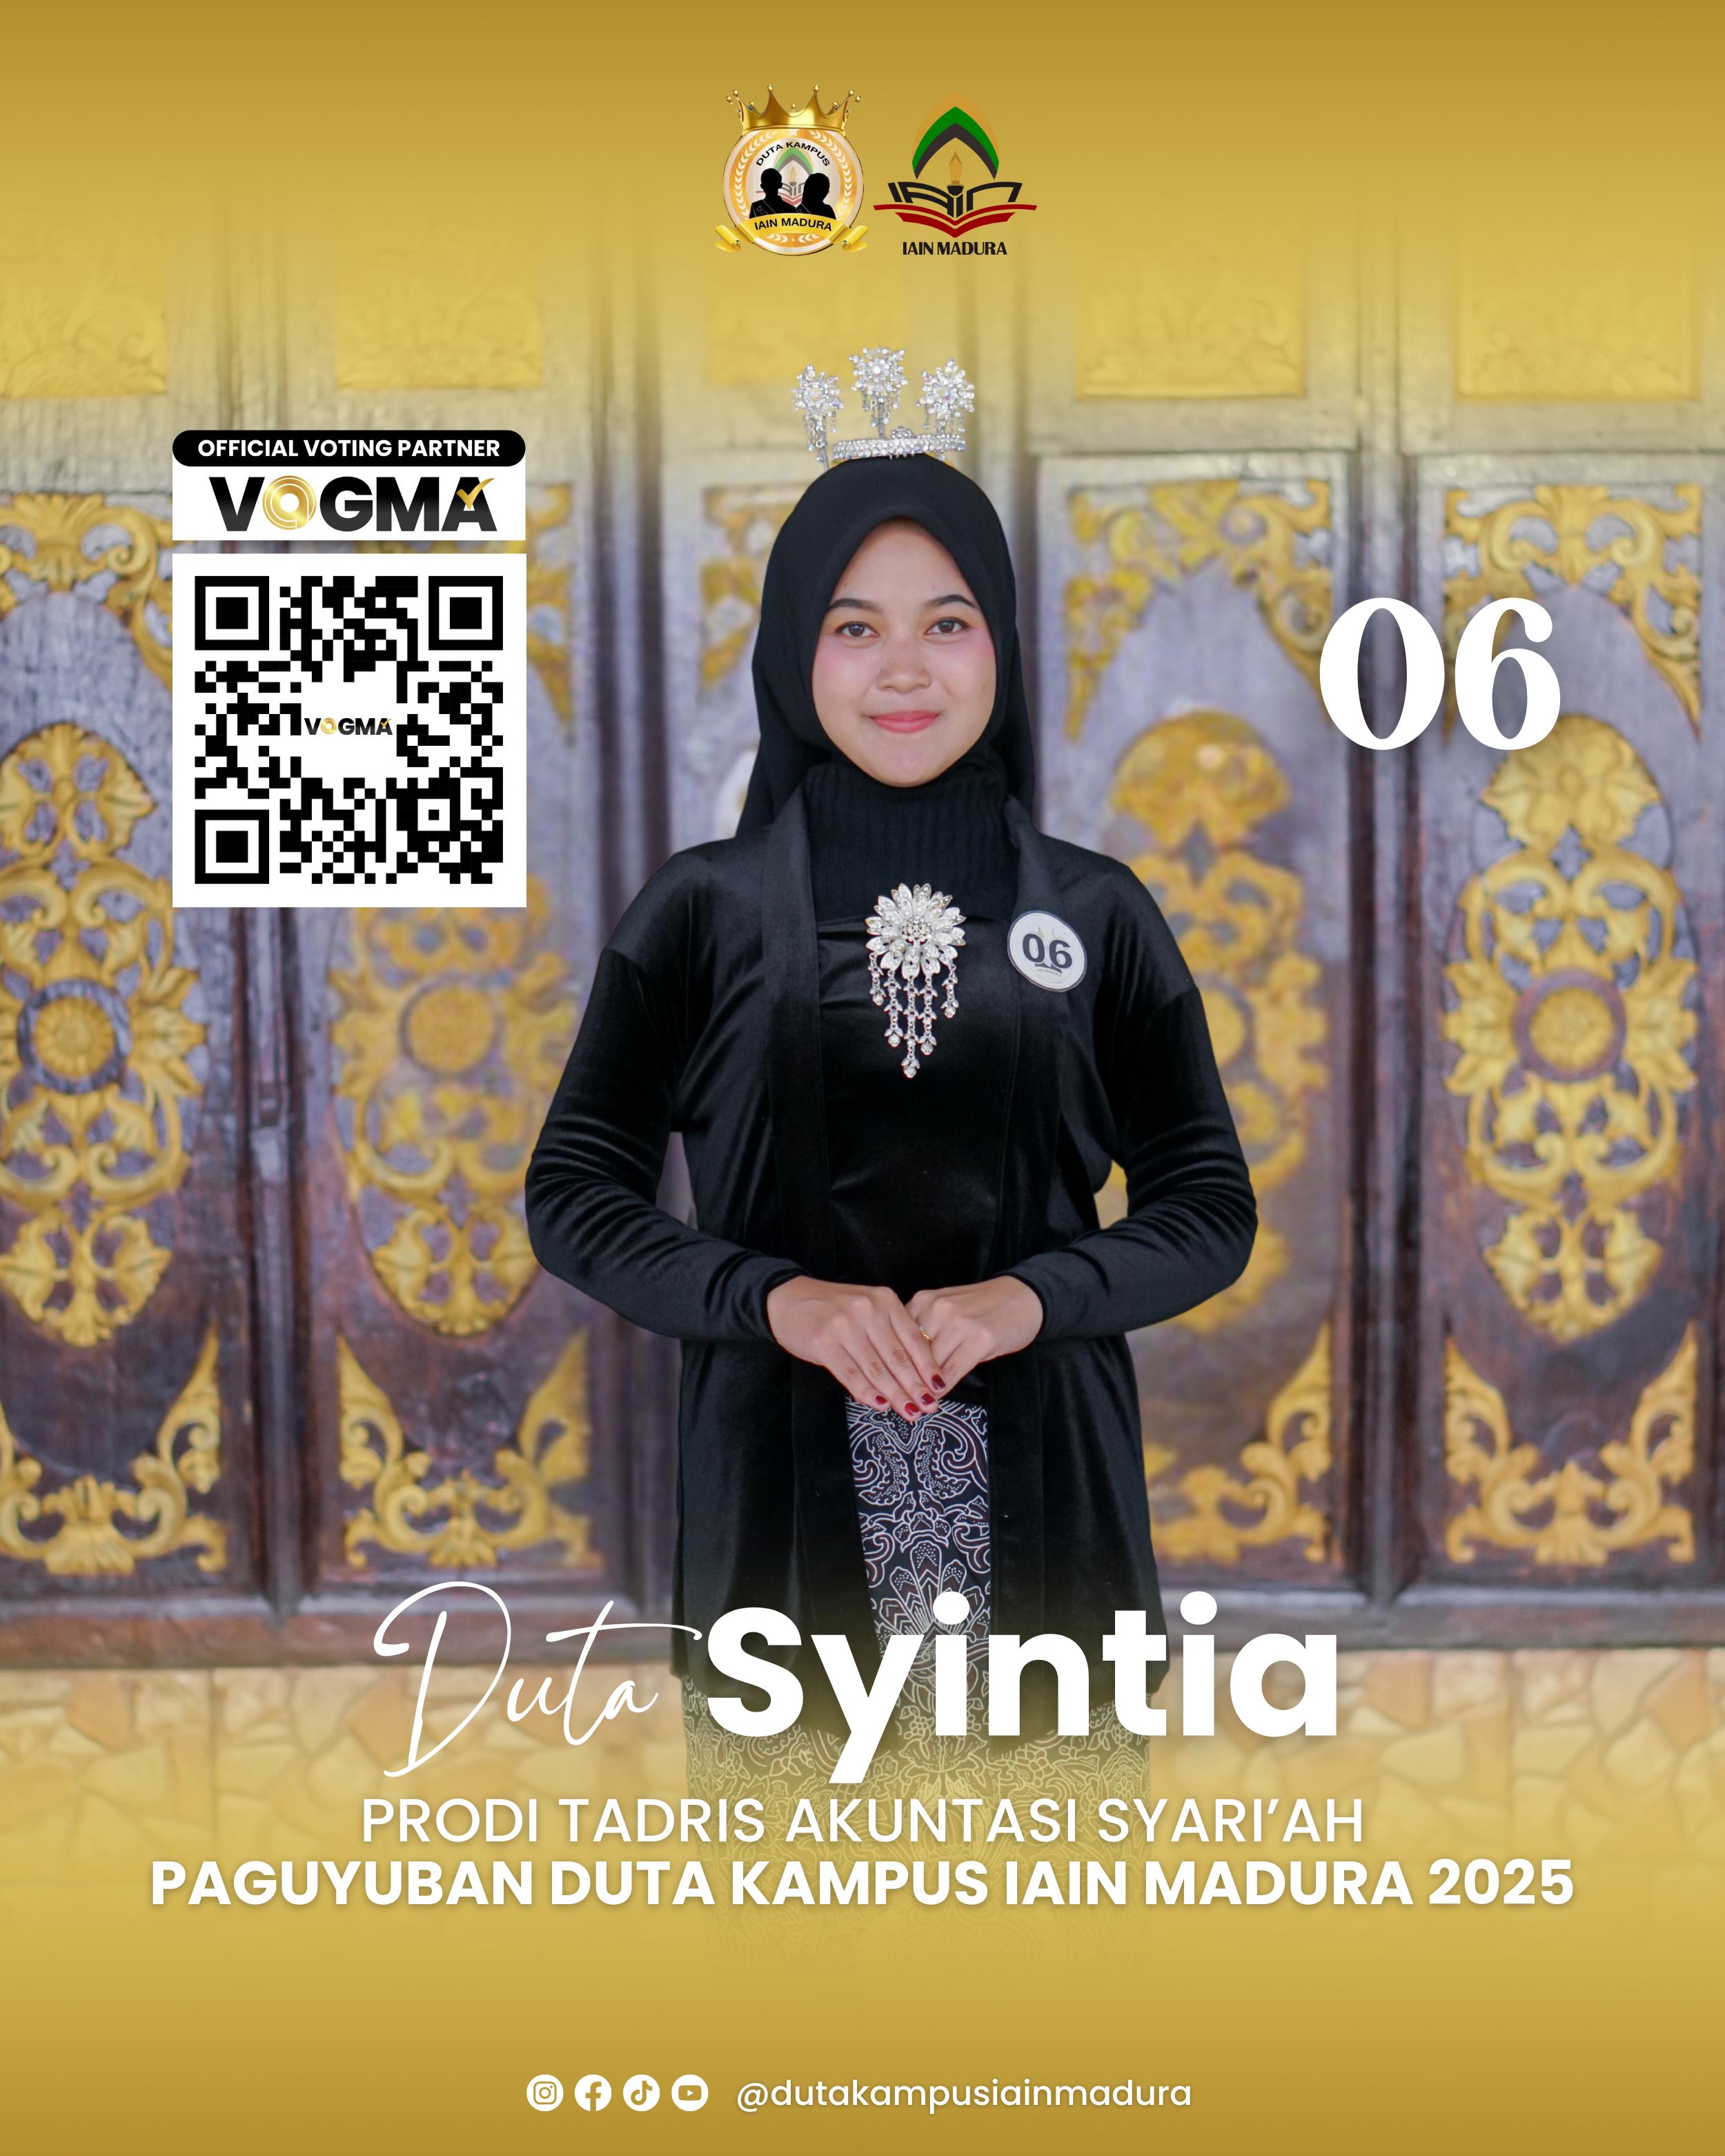 DUTA KAMPUS
IAIN MADURA
IAIN
IAIN MADURA
OFFICIAL VOTING PARTNER
VOGMA
VOGMA
06
06
Duta Syintia
PRODI TADRIS AKUNTASI SYARI’AH
PAGUYUBAN DUTA KAMPUS IAIN MADURA 2025
@dutakampusiainmadura